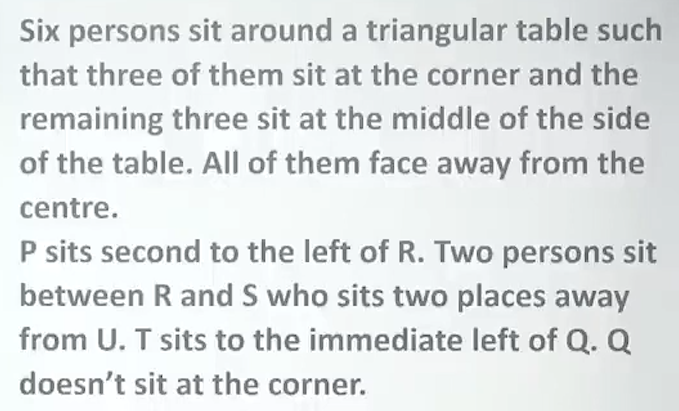 Six persons sit around a triangular table such
that three of them sit at the corner and the
remaining three sit at the middle of the side
of the table. All of them face away from the
centre.
P sits second to the left of R. Two persons sit
between R and S who sits two places away
from U. T sits to the immediate left of Q. Q
doesn't sit at the corner.